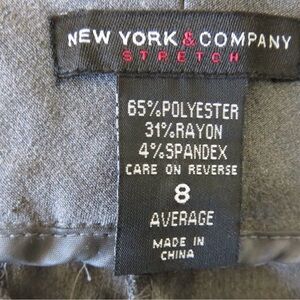 NEW YORK & COMPANY
STRETCH
65% POLYESTER
31% RAYON
4% SPANDEX
CARE ON REVERSE
8
AVERAGE
MADE IN
CHINA